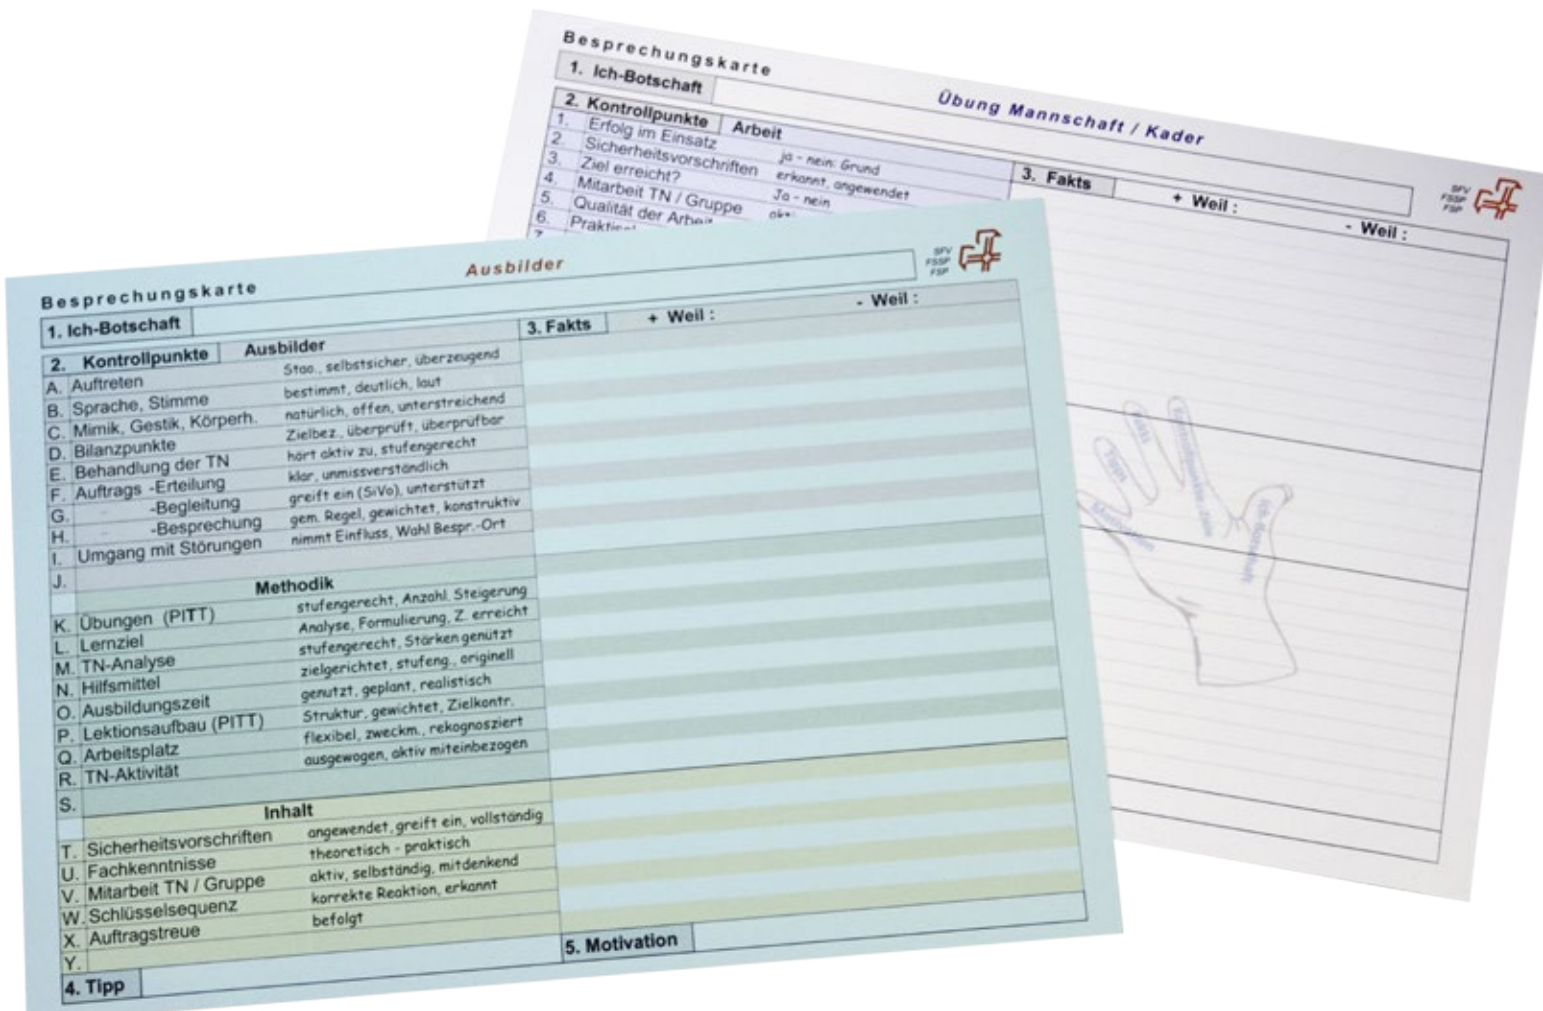 Besprechungskarte
Übung Mannschaft / Kader
1. Ich-Botschaft
SFV
FSSP
FSP
2. Kontrollpunkte Arbeit
3. Fakts + Weil : - Weil :
1. Erfolg im Einsatz ja - nein: Grund
2. Sicherheitsvorschriften erkannt, angewendet
3. Ziel erreicht? Ja - nein
4. Mitarbeit TN / Gruppe
5. Qualität der Arbeit
6.
7.
Tipps
Motivation
Ich-Botschaft
Besprechungskarte Ausbilder
SFV
FSSP
FSP
1. Ich-Botschaft
2. Kontrollpunkte Ausbilder 3. Fakts + Weil : - Weil :
A. Auftreten Stao., selbstsicher, überzeugend
B. Sprache, Stimme bestimmt, deutlich, laut
C. Mimik, Gestik, Körperh. natürlich, offen, unterstreichend
D. Bilanzpunkte Zielbez., überprüft, überprüfbar
E. Behandlung der TN hört aktiv zu, stufengerecht
F. Auftrags -Erteilung klar, unmissverständlich
G. -Begleitung greift ein (SiVo), unterstützt
H. -Besprechung gem. Regel, gewichtet, konstruktiv
I. Umgang mit Störungen nimmt Einfluss, Wahl Bespr.-Ort
J.
Methodik
K. Übungen (PITT) stufengerecht, Anzahl. Steigerung
L. Lernziel Analyse, Formulierung, Z. erreicht
M. TN-Analyse stufengerecht, Stärken genützt
N. Hilfsmittel zielgerichtet, stufeng., originell
O. Ausbildungszeit genutzt, geplant, realistisch
P. Lektionsaufbau (PITT) Struktur, gewichtet, Zielkontr.
Q. Arbeitsplatz flexibel, zweckm., rekognosziert
R. TN-Aktivität ausgewogen, aktiv miteinbezogen
S.
Inhalt
T. Sicherheitsvorschriften angewendet, greift ein, vollständig
U. Fachkenntnisse theoretisch - praktisch
V. Mitarbeit TN / Gruppe aktiv, selbständig, mitdenkend
W. Schlüsselsequenz korrekte Reaktion, erkannt
X. Auftragstreue befolgt
Y.
4. Tipp 5. Motivation